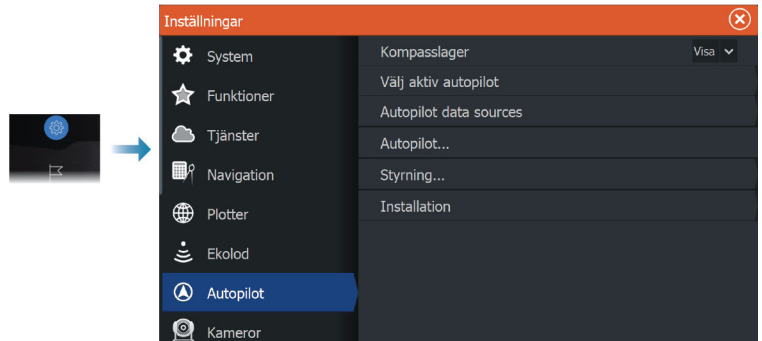 Inställningar
System
Funktioner
Tjänster
Navigation
Plotter
Ekolod
Autopilot
Kameror
Kompasslager Visa
Välj aktiv autopilot
Autopilot data sources
Autopilot...
Styrning...
Installation